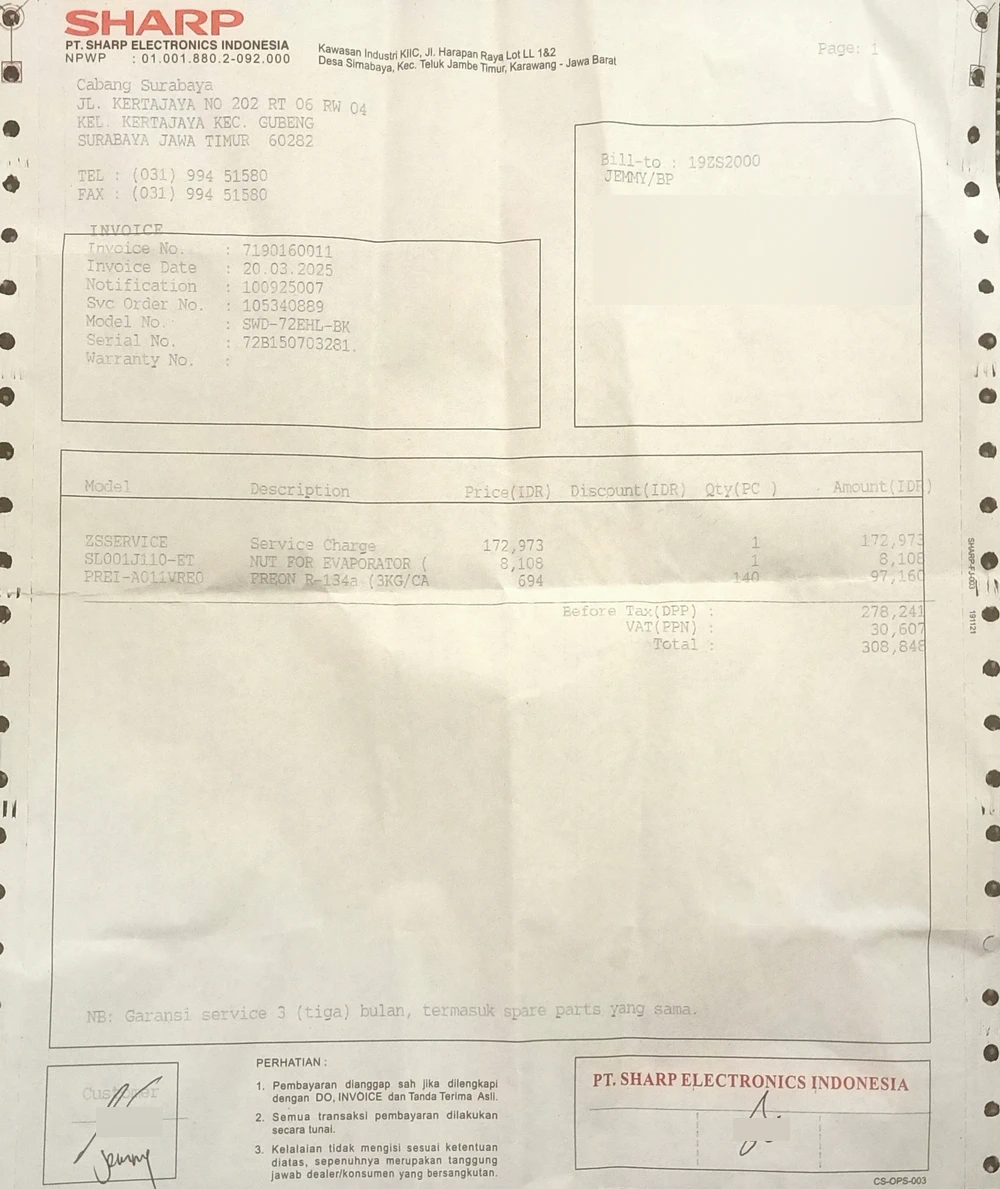 SHARP
PT. SHARP ELECTRONICS INDONESIA
NPWP : 01.001.880.2-092.000
Kawasan Industri KIIC, Jl. Harapan Raya Lot LL 1&2
Desa Sirnabaya, Kec. Teluk Jambe Timur, Karawang - Jawa Barat
Page: 1
Cabang Surabaya
JL. KERTAJAYA NO 202 RT 06 RW 04
KEL. KERTAJAYA KEC. GUBENG
SURABAYA JAWA TIMUR 60282
TEL : (031) 994 51580
FAX : (031) 994 51580
Bill-to : 19ZS2000
JEMMY/BP
INVOICE
Invoice No. : 7190160011
Invoice Date : 20.03.2025
Notification : 100925007
Svc Order No. : 105340889
Model No. : SWD-72EHL-BK
Serial No. : 72B150703281.
Warranty No. :
Model Description Price(IDR) Discount(IDR) Qty(PC ) Amount(IDR)
ZSSERVICE Service Charge 172,973 1 172,973
SL001J110-ET NUT FOR EVAPORATOR ( 8,108 1 8,108
PREI-A011VRE0 FREON R-134a (3KG/CA 694 140 97,160
Before Tax(DPP) : 278,241
VAT(PPN) : 30,607
Total : 308,848
SHARP-FJ-003 191121
NB: Garansi service 3 (tiga) bulan, termasuk spare parts yang sama.
Customer
Jemmy
PERHATIAN :
1. Pembayaran dianggap sah jika dilengkapi
dengan DO, INVOICE dan Tanda Terima Asli.
2. Semua transaksi pembayaran dilakukan
secara tunai.
3. Kelalaian tidak mengisi sesuai ketentuan
diatas, sepenuhnya merupakan tanggung
jawab dealer/konsumen yang bersangkutan.
PT. SHARP ELECTRONICS INDONESIA
CS-OPS-003